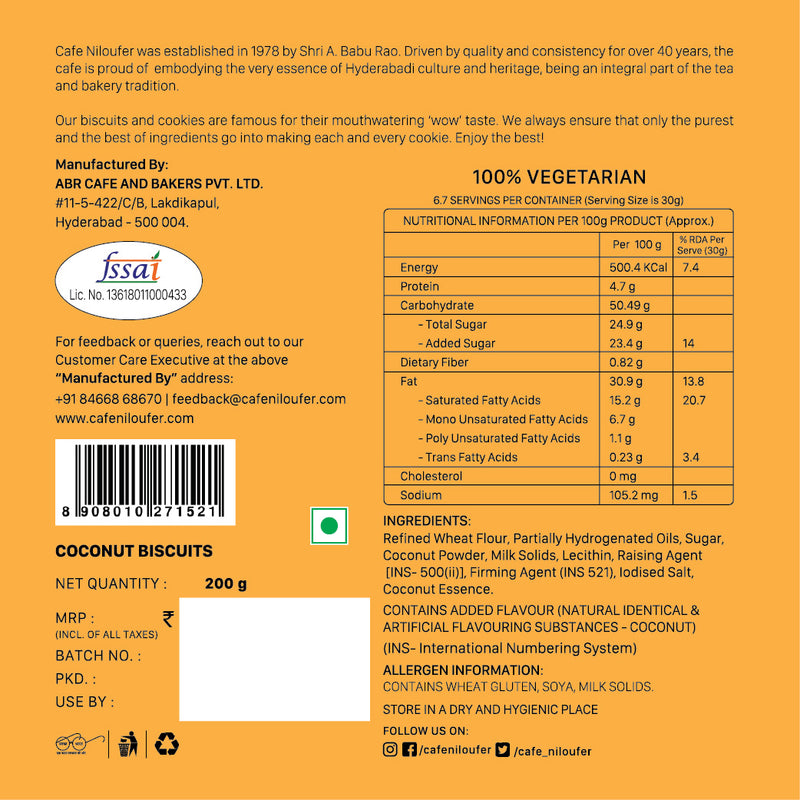 Cafe Niloufer was established in 1978 by Shri A. Babu Rao. Driven by quality and consistency for over 40 years, the
cafe is proud of embodying the very essence of Hyderabadi culture and heritage, being an integral part of the tea
and bakery tradition.
Our biscuits and cookies are famous for their mouthwatering 'wow' taste. We always ensure that only the purest
and the best of ingredients go into making each and every cookie. Enjoy the best!
Manufactured By:
ABR CAFE AND BAKERS PVT. LTD.
#11-5-422/C/B, Lakdikapul,
Hyderabad - 500 004.
fssai
Lic. No. 13618011000433
For feedback or queries, reach out to our
Customer Care Executive at the above
"Manufactured By" address:
+91 84668 68670 | feedback@cafeniloufer.com
www.cafeniloufer.com
8 908010 271521
COCONUT BISCUITS
NET QUANTITY : 200 g
MRP : ₹
(INCL. OF ALL TAXES)
BATCH NO. :
PKD. :
USE BY :
100% VEGETARIAN
6.7 SERVINGS PER CONTAINER (Serving Size is 30g)
NUTRITIONAL INFORMATION PER 100g PRODUCT (Approx.)
Per 100 g % RDA Per Serve (30g)
Energy 500.4 KCal 7.4
Protein 4.7 g
Carbohydrate 50.49 g
- Total Sugar 24.9 g
- Added Sugar 23.4 g 14
Dietary Fiber 0.82 g
Fat 30.9 g 13.8
- Saturated Fatty Acids 15.2 g 20.7
- Mono Unsaturated Fatty Acids 6.7 g
- Poly Unsaturated Fatty Acids 1.1 g
- Trans Fatty Acids 0.23 g 3.4
Cholesterol 0 mg
Sodium 105.2 mg 1.5
INGREDIENTS:
Refined Wheat Flour, Partially Hydrogenated Oils, Sugar,
Coconut Powder, Milk Solids, Lecithin, Raising Agent
[INS- 500(ii)], Firming Agent (INS 521), Iodised Salt,
Coconut Essence.
CONTAINS ADDED FLAVOUR (NATURAL IDENTICAL &
ARTIFICIAL FLAVOURING SUBSTANCES - COCONUT)
(INS- International Numbering System)
ALLERGEN INFORMATION:
CONTAINS WHEAT GLUTEN, SOYA, MILK SOLIDS.
STORE IN A DRY AND HYGIENIC PLACE
FOLLOW US ON:
/cafeniloufer /cafe_niloufer